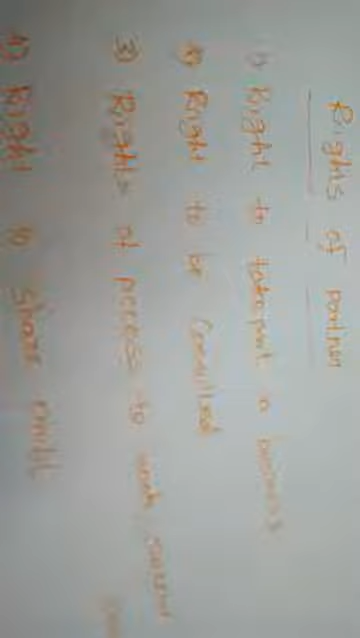 Rights of partner
1) Right to take part in business
2) Right to be Consulted
3) Rights of access to
4) Right to share profit